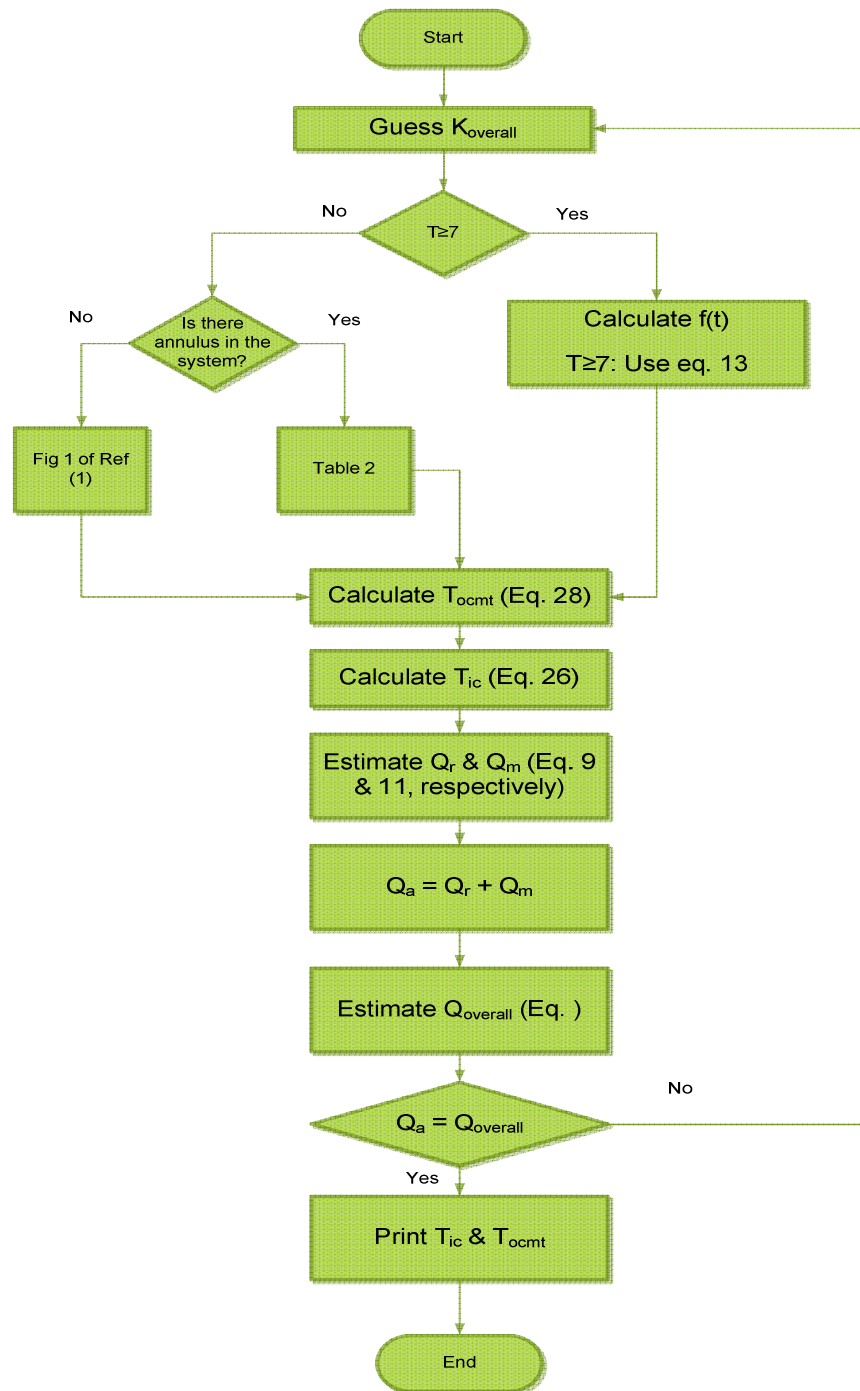 Start
Guess Koverall
No
Yes
T≥7
No
Is there
annulus in the
system?
Yes
Calculate f(t)
T≥7: Use eq. 13
Fig 1 of Ref
(1)
Table 2
Calculate Tocmt (Eq. 28)
Calculate Tic (Eq. 26)
Estimate Qr & Qm (Eq. 9
& 11, respectively)
Qa = Qr + Qm
Estimate Qoverall (Eq. )
No
Qa = Qoverall
Yes
Print Tic & Tocmt
End